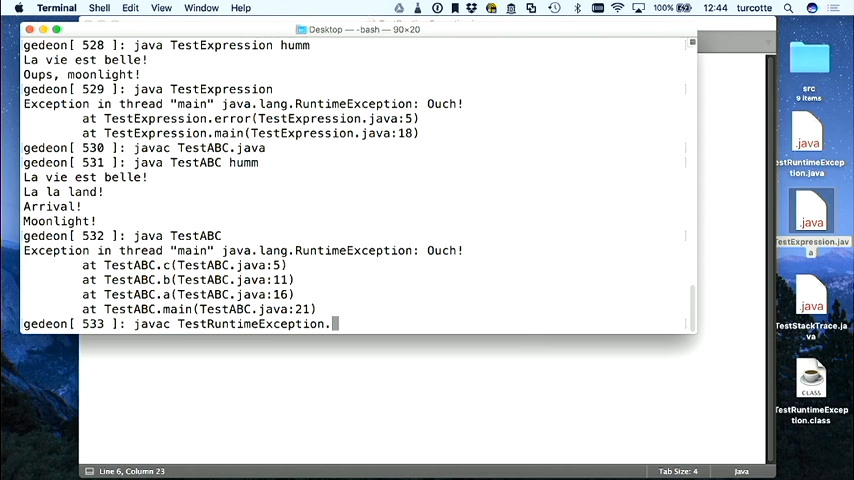 Terminal Shell Edit View Window Help 100% 12:44 turcotte
Desktop — -bash — 90×20
gedeon[ 528 ]: java TestExpression humm
La vie est belle!
Oups, moonlight!
gedeon[ 529 ]: java TestExpression
Exception in thread "main" java.lang.RuntimeException: Ouch!
at TestExpression.error(TestExpression.java:5)
at TestExpression.main(TestExpression.java:18)
gedeon[ 530 ]: javac TestABC.java
gedeon[ 531 ]: java TestABC humm
La vie est belle!
La la land!
Arrival!
Moonlight!
gedeon[ 532 ]: java TestABC
Exception in thread "main" java.lang.RuntimeException: Ouch!
at TestABC.c(TestABC.java:5)
at TestABC.b(TestABC.java:11)
at TestABC.a(TestABC.java:16)
at TestABC.main(TestABC.java:21)
gedeon[ 533 ]: javac TestRuntimeException.
src
9 items
.java
TestRuntimeException.java
.java
TestExpression.java
.java
TestStackTrace.java
CLASS
TestRuntimeException.class
Line 6, Column 23
Tab Size: 4
Java